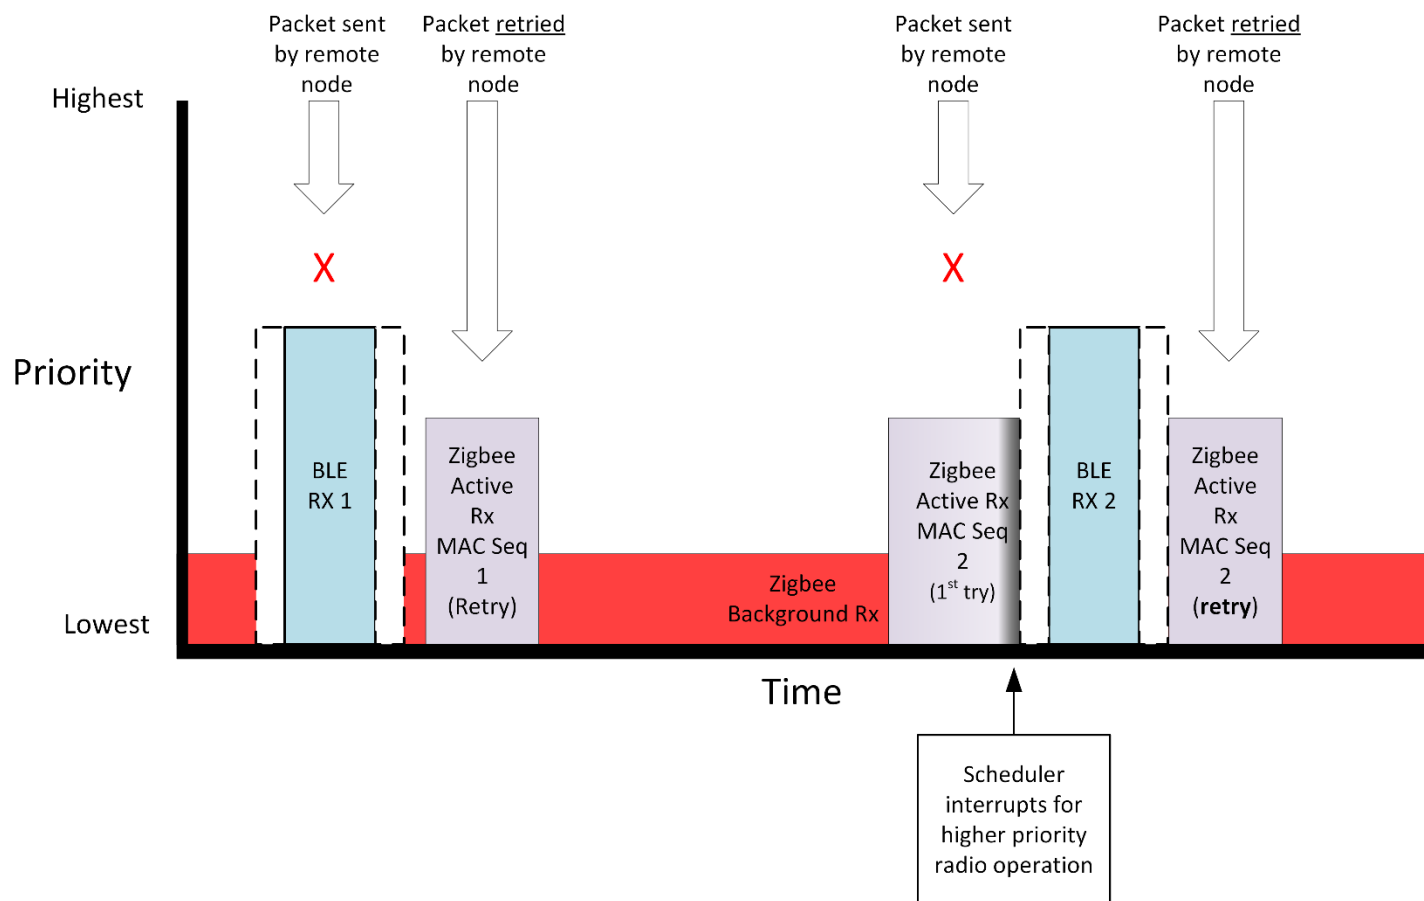 Packet sent
by remote
node
Packet retried
by remote
node
Packet sent
by remote
node
Packet retried
by remote
node
Highest
X
X
Priority
BLE
RX 1
Zigbee
Active
Rx
MAC Seq
1
(Retry)
Zigbee
Background Rx
Zigbee
Active Rx
MAC Seq
2
(1st try)
BLE
RX 2
Zigbee
Active
Rx
MAC Seq
2
(retry)
Lowest
Time
Scheduler
interrupts for
higher priority
radio operation